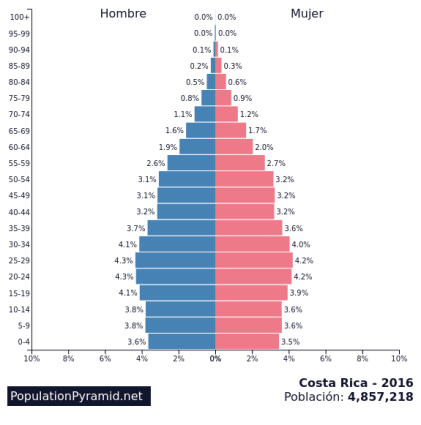 Hombre Mujer
100+ 0.0% 0.0%
95-99 0.0% 0.0%
90-94 0.1% 0.1%
85-89 0.2% 0.3%
80-84 0.5% 0.6%
75-79 0.8% 0.9%
70-74 1.1% 1.2%
65-69 1.6% 1.7%
60-64 1.9% 2.0%
55-59 2.6% 2.7%
50-54 3.1% 3.2%
45-49 3.1% 3.2%
40-44 3.2% 3.2%
35-39 3.7% 3.6%
30-34 4.1% 4.0%
25-29 4.3% 4.2%
20-24 4.3% 4.2%
15-19 4.1% 3.9%
10-14 3.8% 3.6%
5-9 3.8% 3.6%
0-4 3.6% 3.5%
10% 8% 6% 4% 2% 0% 2% 4% 6% 8% 10%
Costa Rica - 2016
PopulationPyramid.net Población: 4,857,218